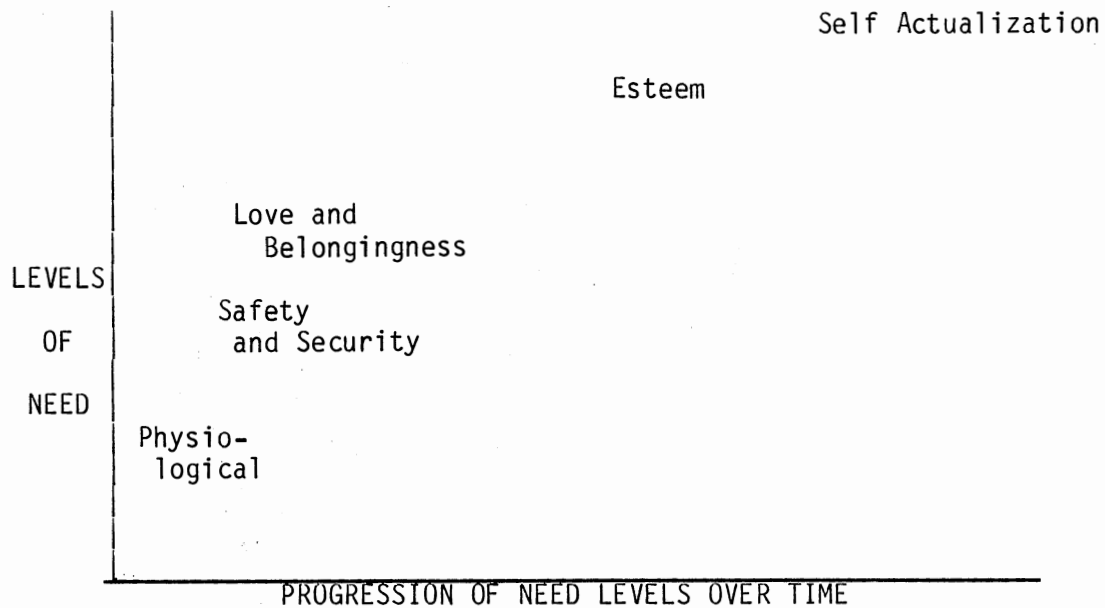 Self Actualization
Esteem
Love and
Belongingness
LEVELS
OF
NEED
Safety
and Security
Physio-
logical
PROGRESSION OF NEED LEVELS OVER TIME